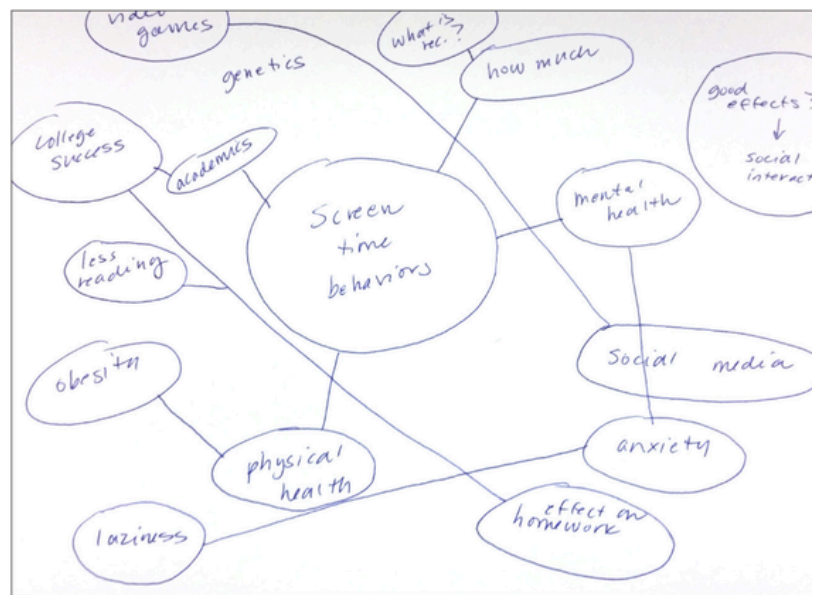 video
games
what is
rec.?
how much
genetics
good
effects?
↓
social
interact
college
success
academics
mental
health
Screen
time
behaviors
less
reading
social media
obesity
anxiety
physical
health
effect on
homework
laziness